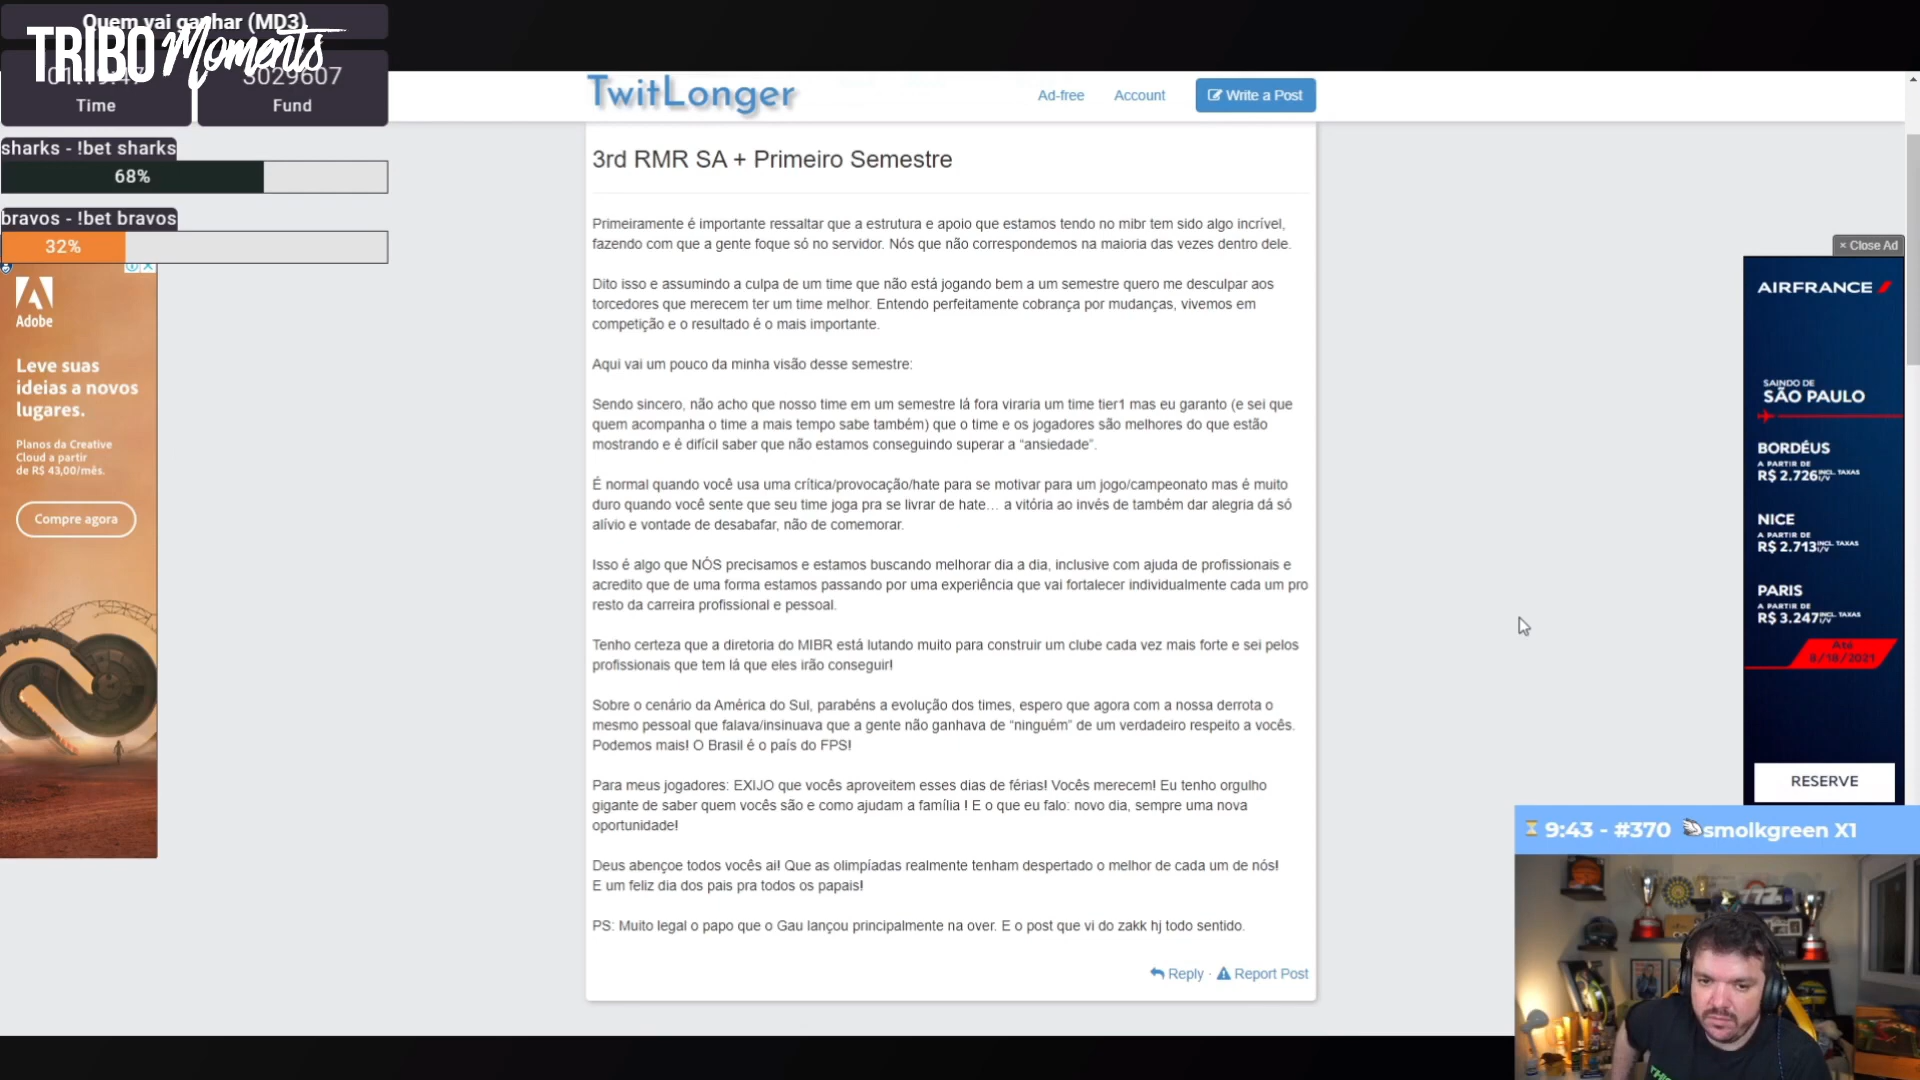 Quem vai ganhar (MD3)
TRIBO Moments
Time
3029607
Fund
sharks - !bet sharks
68%
bravos - !bet bravos
32%
Adobe
Leve suas
ideias a novos
lugares.
Planos da Creative
Cloud a partir
de R$ 43,00/mês.
Compre agora
TwitLonger
Ad-free
Account
Write a Post
3rd RMR SA + Primeiro Semestre
Primeiramente é importante ressaltar que a estrutura e apoio que estamos tendo no mibr tem sido algo incrível,
fazendo com que a gente foque só no servidor. Nós que não correspondemos na maioria das vezes dentro dele.
Dito isso e assumindo a culpa de um time que não está jogando bem a um semestre quero me desculpar aos
torcedores que merecem ter um time melhor. Entendo perfeitamente cobrança por mudanças, vivemos em
competição e o resultado é o mais importante.
Aqui vai um pouco da minha visão desse semestre:
Sendo sincero, não acho que nosso time em um semestre lá fora viraria um time tier1 mas eu garanto (e sei que
quem acompanha o time a mais tempo sabe também) que o time e os jogadores são melhores do que estão
mostrando e é difícil saber que não estamos conseguindo superar a “ansiedade”.
É normal quando você usa uma crítica/provocação/hate para se motivar para um jogo/campeonato mas é muito
duro quando você sente que seu time joga pra se livrar de hate… a vitória ao invés de também dar alegria dá só
alívio e vontade de desabafar, não de comemorar.
Isso é algo que NÓS precisamos e estamos buscando melhorar dia a dia, inclusive com ajuda de profissionais e
acredito que de uma forma estamos passando por uma experiência que vai fortalecer individualmente cada um pro
resto da carreira profissional e pessoal.
Tenho certeza que a diretoria do MIBR está lutando muito para construir um clube cada vez mais forte e sei pelos
profissionais que tem lá que eles irão conseguir!
Sobre o cenário da América do Sul, parabéns a evolução dos times, espero que agora com a nossa derrota o
mesmo pessoal que falava/insinuava que a gente não ganhava de “ninguém” de um verdadeiro respeito a vocês.
Podemos mais! O Brasil é o país do FPS!
Para meus jogadores: EXIJO que vocês aproveitem esses dias de férias! Vocês merecem! Eu tenho orgulho
gigante de saber quem vocês são e como ajudam a família ! E o que eu falo: novo dia, sempre uma nova
oportunidade!
Deus abençoe todos vocês ai! Que as olimpíadas realmente tenham despertado o melhor de cada um de nós!
E um feliz dia dos pais pra todos os papais!
PS: Muito legal o papo que o Gau lançou principalmente na over. E o post que vi do zakk hj todo sentido.
Reply · Report Post
× Close Ad
AIRFRANCE
SAINDO DE
SÃO PAULO
BORDÉUS
A PARTIR DE
R$ 2.726 INCL. TAXAS I/V
NICE
A PARTIR DE
R$ 2.713 INCL. TAXAS I/V
PARIS
A PARTIR DE
R$ 3.247 INCL. TAXAS I/V
Até
8/18/2021
RESERVE
9:43 - #370 smolkgreen X1